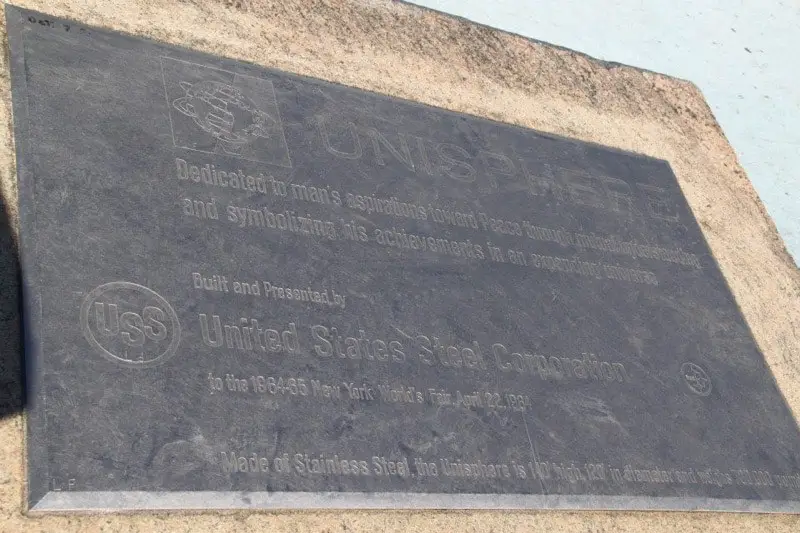 UNISPHERE
Dedicated to man's aspirations toward Peace through mutual understanding
and symbolizing his achievements in an expanding universe
Built and Presented by
USS
United States Steel Corporation
to the 1964-65 New York World's Fair, April 22, 1964
Made of Stainless Steel, the Unisphere is 140' high, 120' in diameter and weighs 700,000
L F